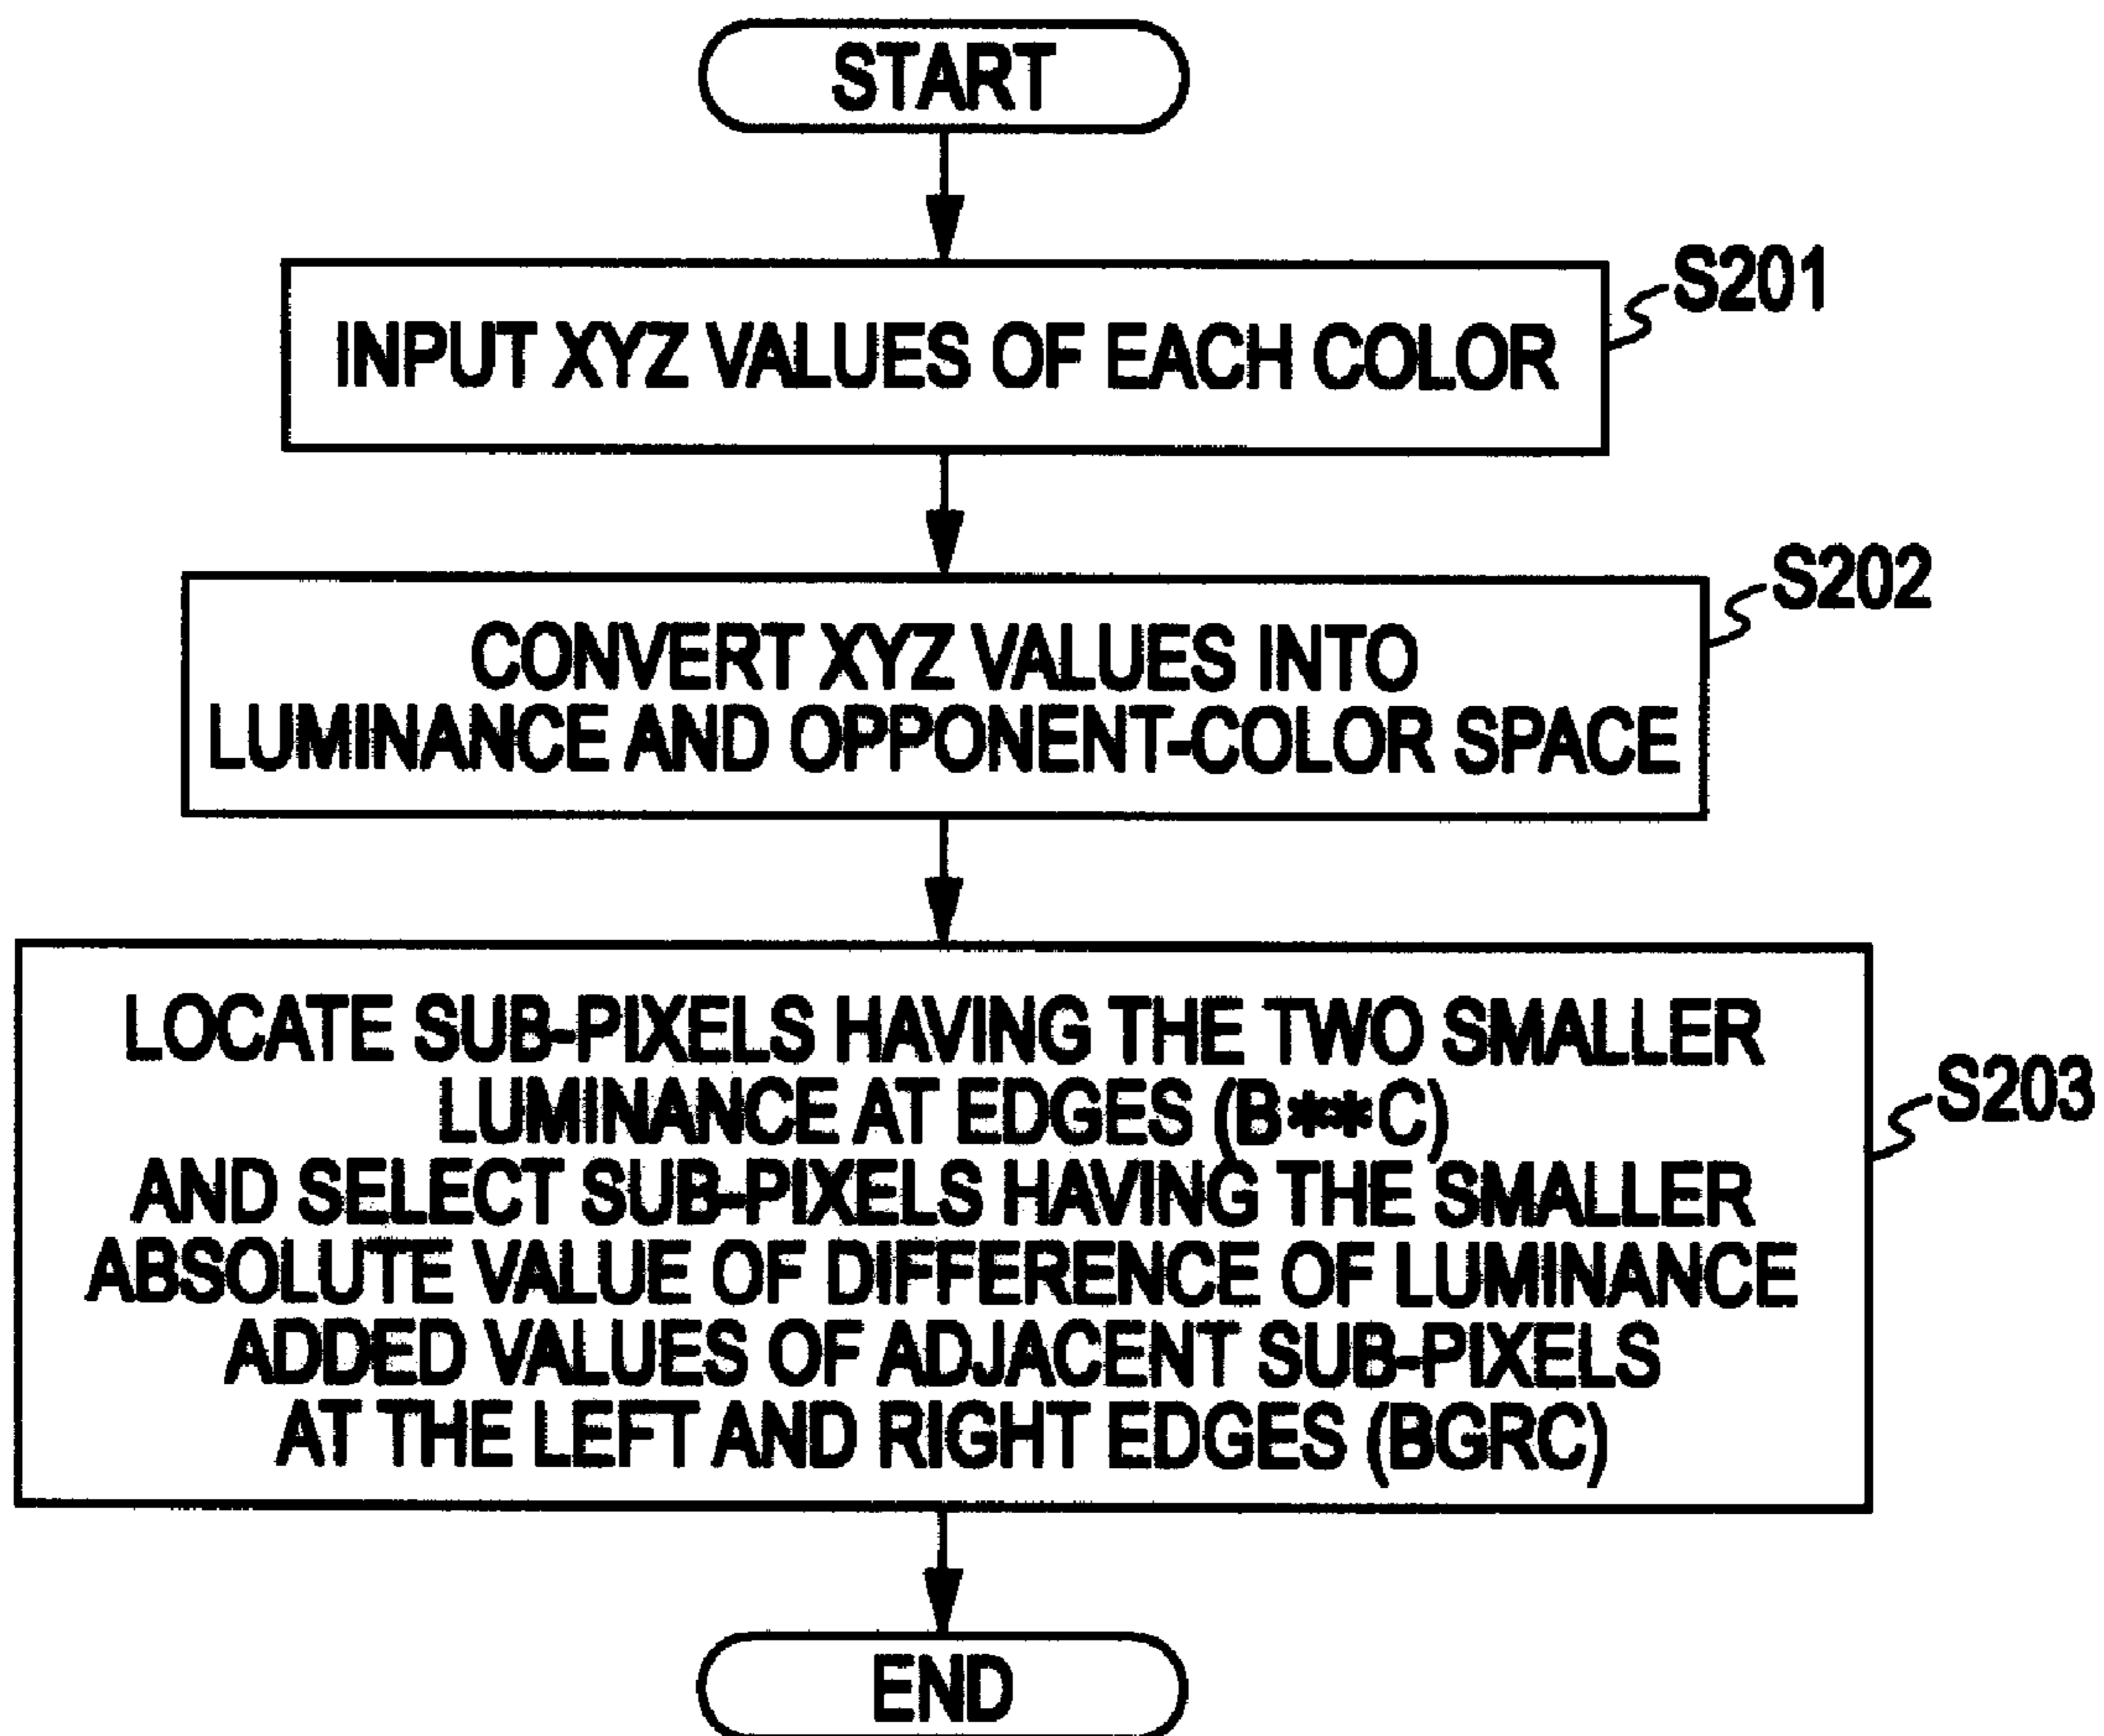 START
S201
INPUT XYZ VALUES OF EACH COLOR
S202
CONVERT XYZ VALUES INTO
LUMINANCE AND OPPONENT-COLOR SPACE
S203
LOCATE SUB-PIXELS HAVING THE TWO SMALLER
LUMINANCE AT EDGES (B**C)
AND SELECT SUB-PIXELS HAVING THE SMALLER
ABSOLUTE VALUE OF DIFFERENCE OF LUMINANCE
ADDED VALUES OF ADJACENT SUB-PIXELS
AT THE LEFT AND RIGHT EDGES (BGRC)
END